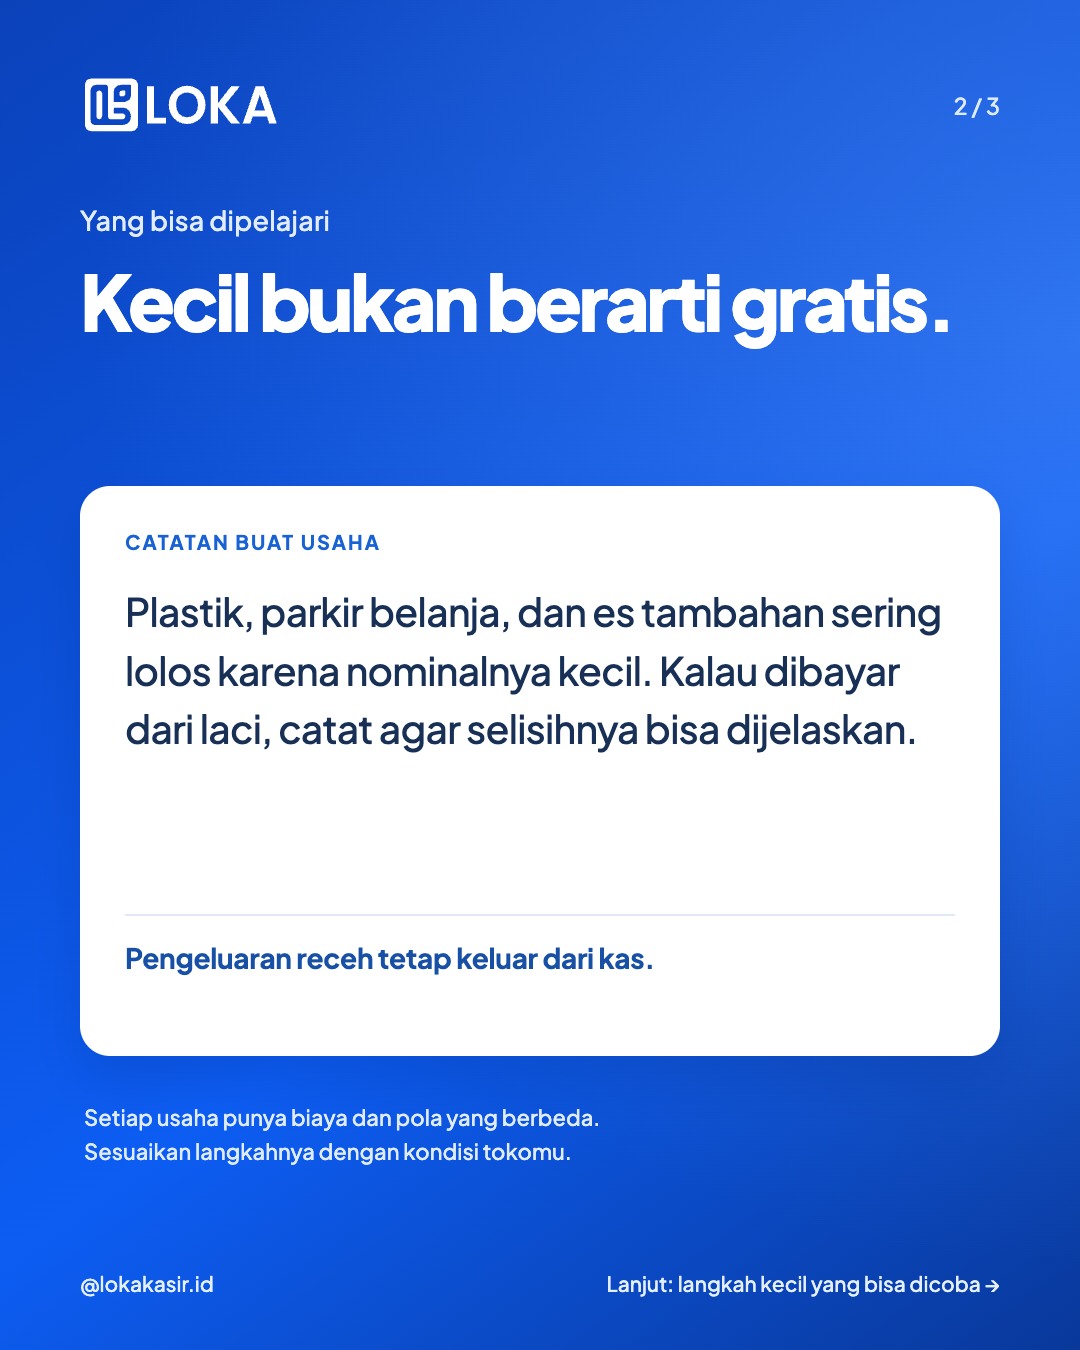 LOKA
2 / 3
Yang bisa dipelajari
Kecil bukan berarti gratis.
CATATAN BUAT USAHA
Plastik, parkir belanja, dan es tambahan sering
lolos karena nominalnya kecil. Kalau dibayar
dari laci, catat agar selisihnya bisa dijelaskan.
Pengeluaran receh tetap keluar dari kas.
Setiap usaha punya biaya dan pola yang berbeda.
Sesuaikan langkahnya dengan kondisi tokomu.
@lokakasir.id
Lanjut: langkah kecil yang bisa dicoba →